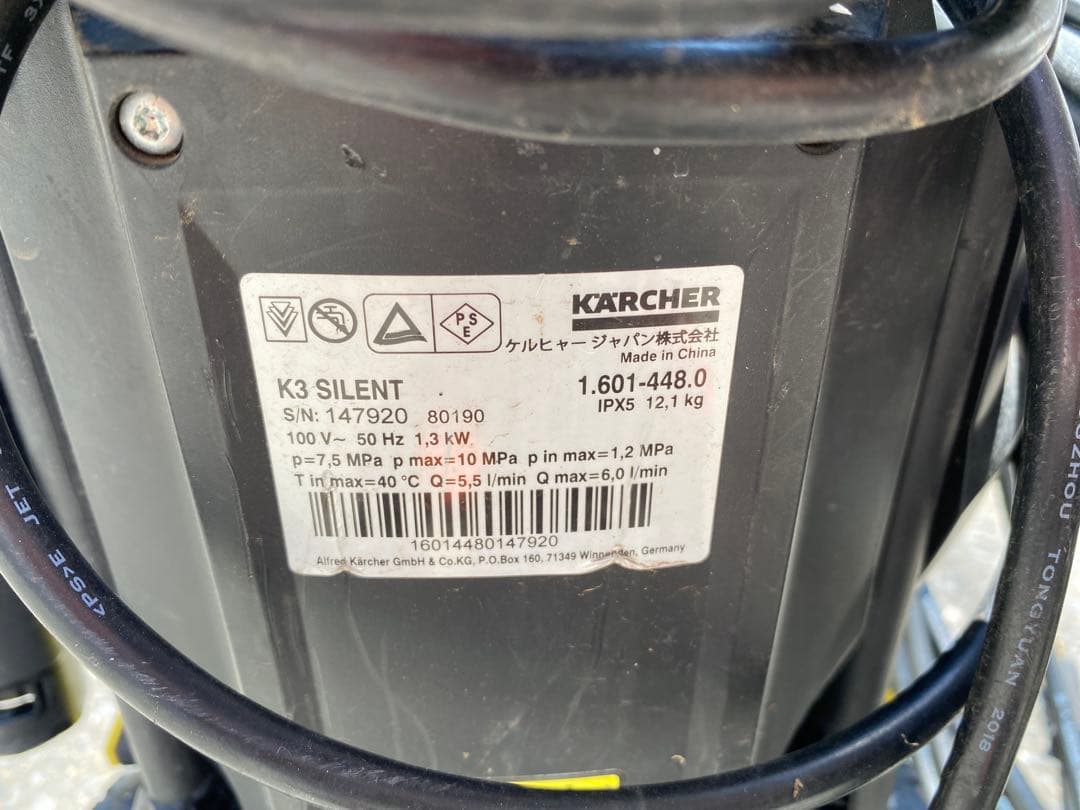 TF 3
P S E
KÄRCHER
ケルヒャー ジャパン株式会社
Made in China
K3 SILENT
1.601-448.0
IPX5 12,1 kg
S/N: 147920 80190
100 V~ 50 Hz 1,3 kW
p=7,5 MPa p max=10 MPa p in max=1,2 MPa
T in max=40 °C Q=5,5 l/min Q max=6,0 l/min
16014480147920
Alfred Kärcher GmbH & Co.KG, P.O.Box 160, 71349 Winnenden, Germany
<PS>E JET
TONGYUAN 2018